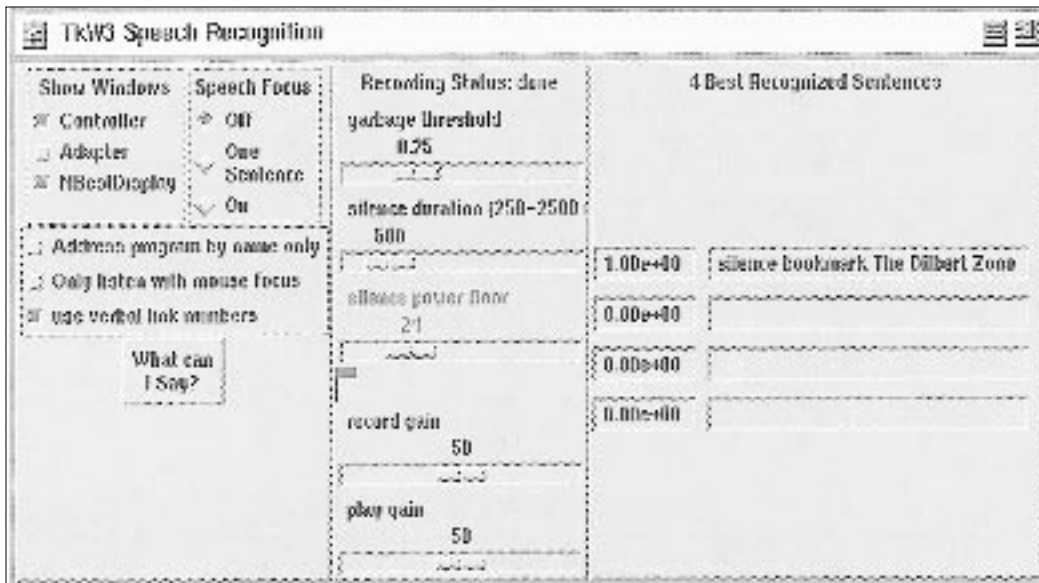 TkW3 Speech Recognition
Show Windows
Controller
Adapter
NBestDisplay
Speech Focus
Off
One
Sentence
On
Address program by name only
Only listen with mouse focus
use verbal link numbers
What can
I Say?
Recording Status: done
garbage threshold
0.25
silence duration (250-2500
500
silence power floor
record gain
50
play gain
50
4 Best Recognized Sentences
1.00e+00 silence bookmark The Dilbert Zone
0.00e+00
0.00e+00
0.00e+00